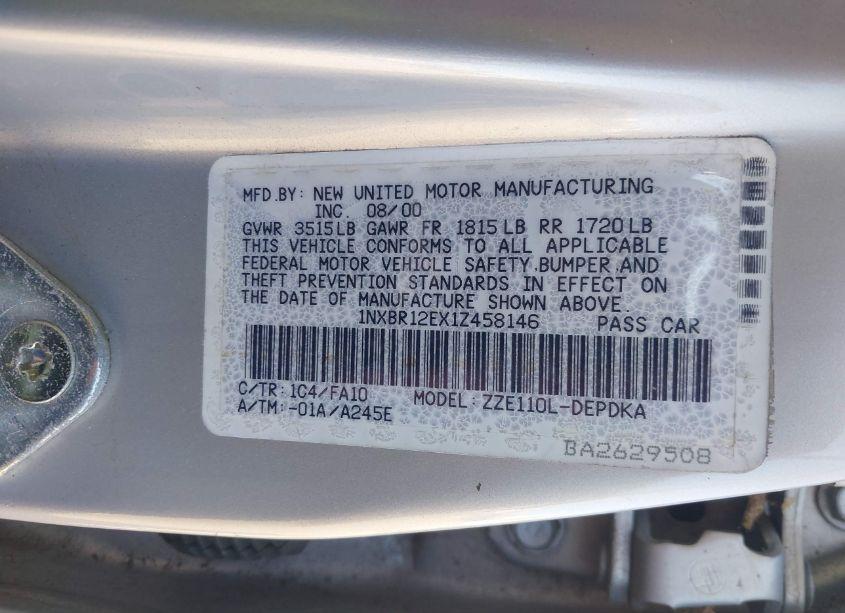 MFD.BY: NEW UNITED MOTOR MANUFACTURING
INC. 08/00
GVWR 3515LB GAWR FR 1815LB RR 1720LB
THIS VEHICLE CONFORMS TO ALL APPLICABLE
FEDERAL MOTOR VEHICLE SAFETY,BUMPER,AND
THEFT PREVENTION STANDARDS IN EFFECT ON
THE DATE OF MANUFACTURE SHOWN ABOVE.
1NXBR12EX1Z458146 PASS CAR
C/TR:1C4/FA10 MODEL:ZZE110L-DEPDKA
A/TM:-01A/A245E
BA2629508